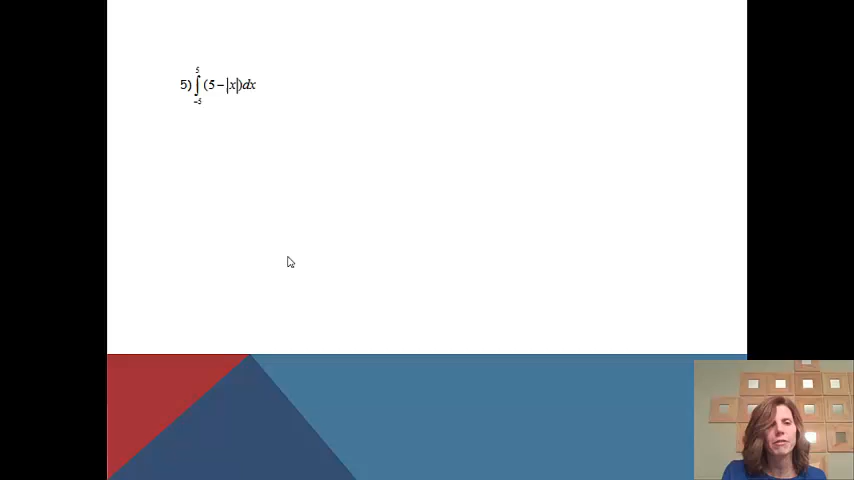 5) ∫_{-5}^{5} (5 − |x|)dx